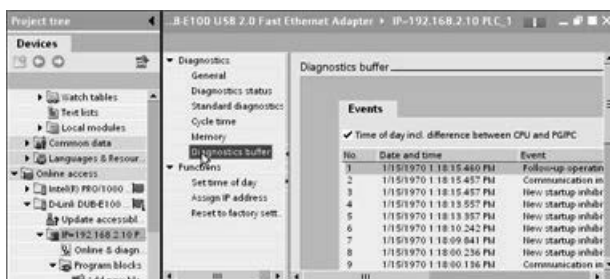 Project tree
Devices
Watch tables
Text lists
Local modules
Common data
Languages & Resour...
Online access
Intel(R) PRO/1000
D-Link DUB-E100
Update accessibl...
IP=192.168.2.10 P...
Online & diagn...
Program blocks
...B-E100 USB 2.0 Fast Ethernet Adapter ▸ IP=192.168.2.10 PLC_1
Diagnostics
General
Diagnostics status
Standard diagnostics
Cycle time
Memory
Diagnostics buffer
Functions
Set time of day
Assign IP address
Reset to factory sett...
Diagnostics buffer
Events
Time of day incl. difference between CPU and PG/PC
No. Date and time Event
1 1/15/1970 1:18:15.460 PM Follow-up operatin
2 1/15/1970 1:18:15.457 PM Communication in
3 1/15/1970 1:18:15.457 PM New startup inhibi
4 1/15/1970 1:18:13.557 PM New startup inhibi
5 1/15/1970 1:18:13.357 PM New startup inhibi
6 1/15/1970 1:18:10.242 PM New startup inhibi
7 1/15/1970 1:18:09.841 PM New startup inhibi
8 1/15/1970 1:18:00.236 PM New startup inhibi
9 1/15/1970 1:18:00.136 PM Communication in